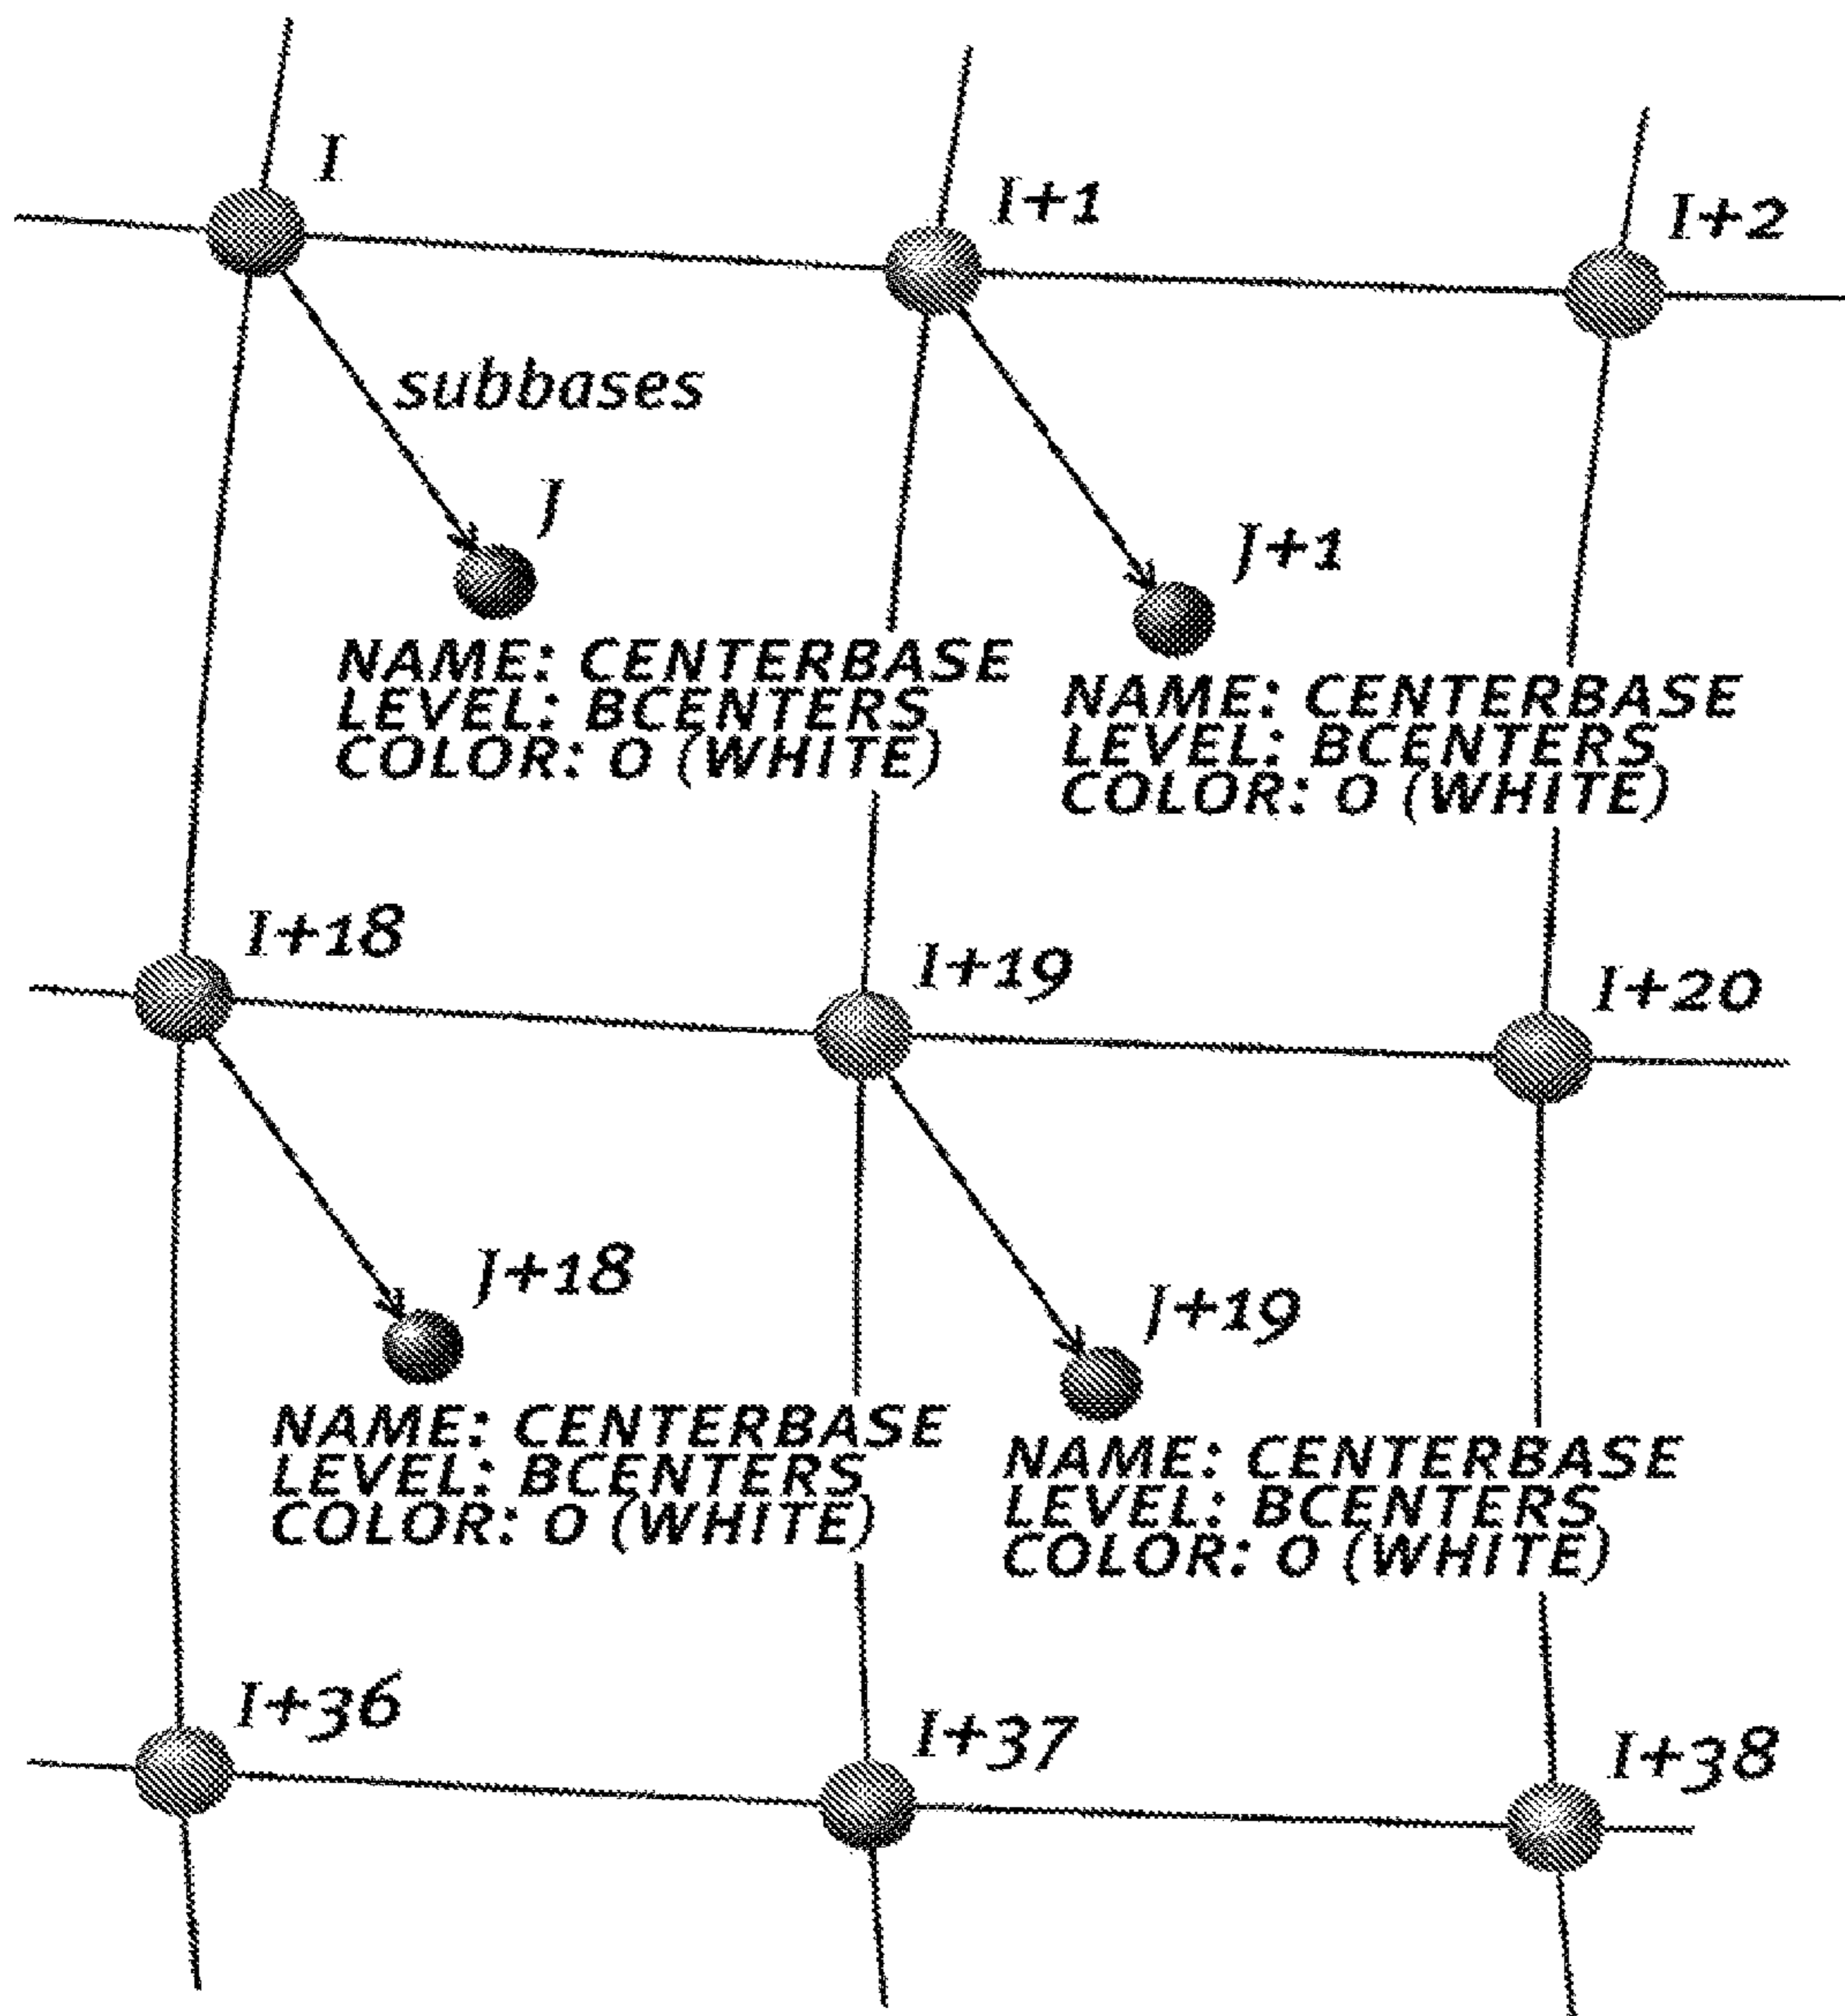 I
I+1
I+2
subbases
J
J+1
NAME: CENTERBASE
LEVEL: BCENTERS
COLOR: 0 (WHITE)
NAME: CENTERBASE
LEVEL: BCENTERS
COLOR: 0 (WHITE)
I+18
I+19
I+20
J+18
J+19
NAME: CENTERBASE
LEVEL: BCENTERS
COLOR: 0 (WHITE)
NAME: CENTERBASE
LEVEL: BCENTERS
COLOR: 0 (WHITE)
I+36
I+37
I+38